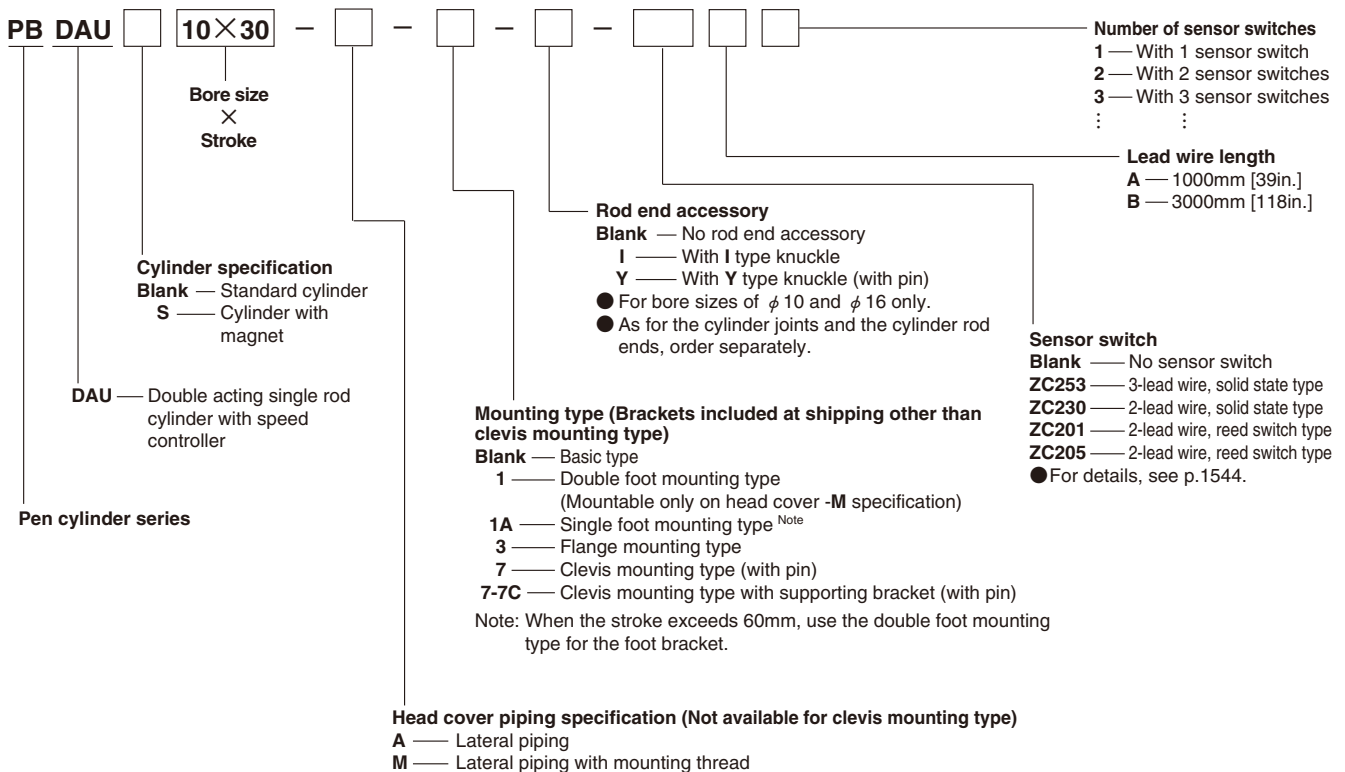 PB DAU 10×30 – – – –
Bore size
×
Stroke
Number of sensor switches
1 — With 1 sensor switch
2 — With 2 sensor switches
3 — With 3 sensor switches
⋮ ⋮
Lead wire length
A — 1000mm [39in.]
B — 3000mm [118in.]
Sensor switch
Blank — No sensor switch
ZC253 — 3-lead wire, solid state type
ZC230 — 2-lead wire, solid state type
ZC201 — 2-lead wire, reed switch type
ZC205 — 2-lead wire, reed switch type
●For details, see p.1544.
Rod end accessory
Blank — No rod end accessory
I — With I type knuckle
Y — With Y type knuckle (with pin)
● For bore sizes of φ10 and φ16 only.
● As for the cylinder joints and the cylinder rod
ends, order separately.
Cylinder specification
Blank — Standard cylinder
S — Cylinder with
magnet
DAU — Double acting single rod
cylinder with speed
controller
Pen cylinder series
Mounting type (Brackets included at shipping other than
clevis mounting type)
Blank — Basic type
1 — Double foot mounting type
(Mountable only on head cover -M specification)
1A — Single foot mounting type Note
3 — Flange mounting type
7 — Clevis mounting type (with pin)
7-7C — Clevis mounting type with supporting bracket (with pin)
Note: When the stroke exceeds 60mm, use the double foot mounting
type for the foot bracket.
Head cover piping specification (Not available for clevis mounting type)
A — Lateral piping
M — Lateral piping with mounting thread